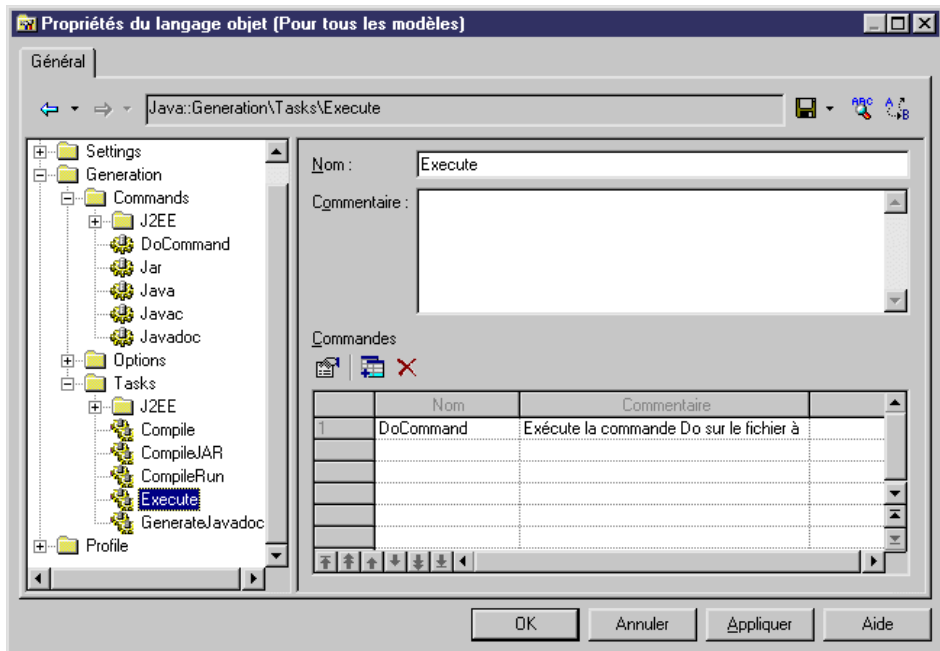 Propriétés du langage objet (Pour tous les modèles)
Général
Java::Generation\Tasks\Execute
ABC
A
B
Settings
Generation
Commands
J2EE
DoCommand
Jar
Java
Javac
Javadoc
Options
Tasks
J2EE
Compile
CompileJAR
CompileRun
Execute
GenerateJavadoc
Profile
Nom :
Execute
Commentaire :
Commandes
Nom Commentaire
1 DoCommand Exécute la commande Do sur le fichier à
OK Annuler Appliquer Aide